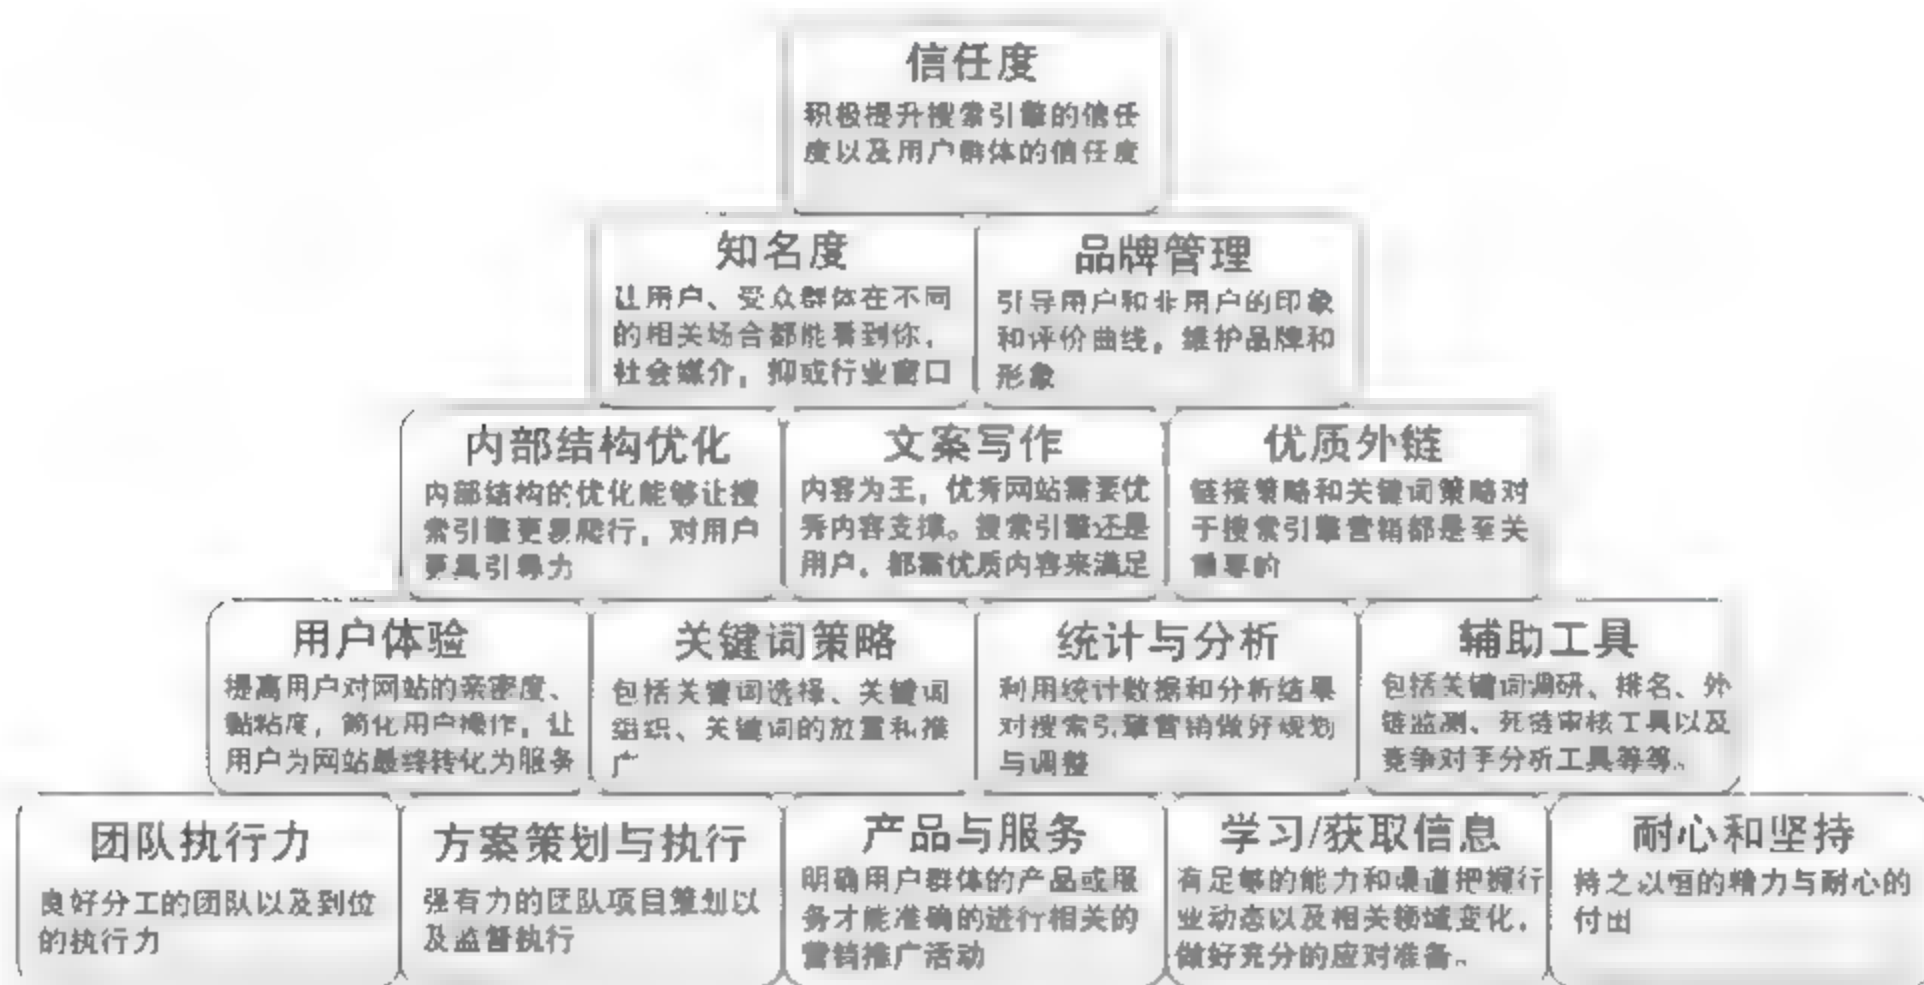 信任度
积极提升搜索引擎的信任
度以及用户群体的信任度
知名度
让用户、受众群体在不同
的相关场合都能看到你,
社会媒介, 抑或行业窗口
品牌管理
引导用户和非用户的印象
和评价曲线, 维护品牌和
形象
内部结构优化
内部结构的优化能够让搜
索引擎更易爬行, 对用户
更具引导力
文案写作
内容为王, 优秀网站需要优
秀内容支撑。搜索引擎还是
用户, 都需优质内容来满足
优质外链
链接策略和关键词策略对
于搜索引擎营销都是至关
重要的
用户体验
提高用户对网站的亲密度、
黏粘度, 简化用户操作, 让
用户为网站最终转化为服务
关键词策略
包括关键词选择、关键词
组织、关键词的放置和推
广
统计与分析
利用统计数据和分析结果
对搜索引擎营销做好规划
与调整
辅助工具
包括关键词调研、排名、外
链监测、死链审核工具以及
竞争对手分析工具等等。
团队执行力
良好分工的团队以及到位
的执行力
方案策划与执行
强有力的团队项目策划以
及监督执行
产品与服务
明确用户群体的产品或服
务才能准确的进行相关的
营销推广活动
学习/获取信息
有足够的能力和渠道把握行
业动态以及相关领域变化,
做好充分的应对准备。
耐心和坚持
持之以恒的精力与耐心的
付出